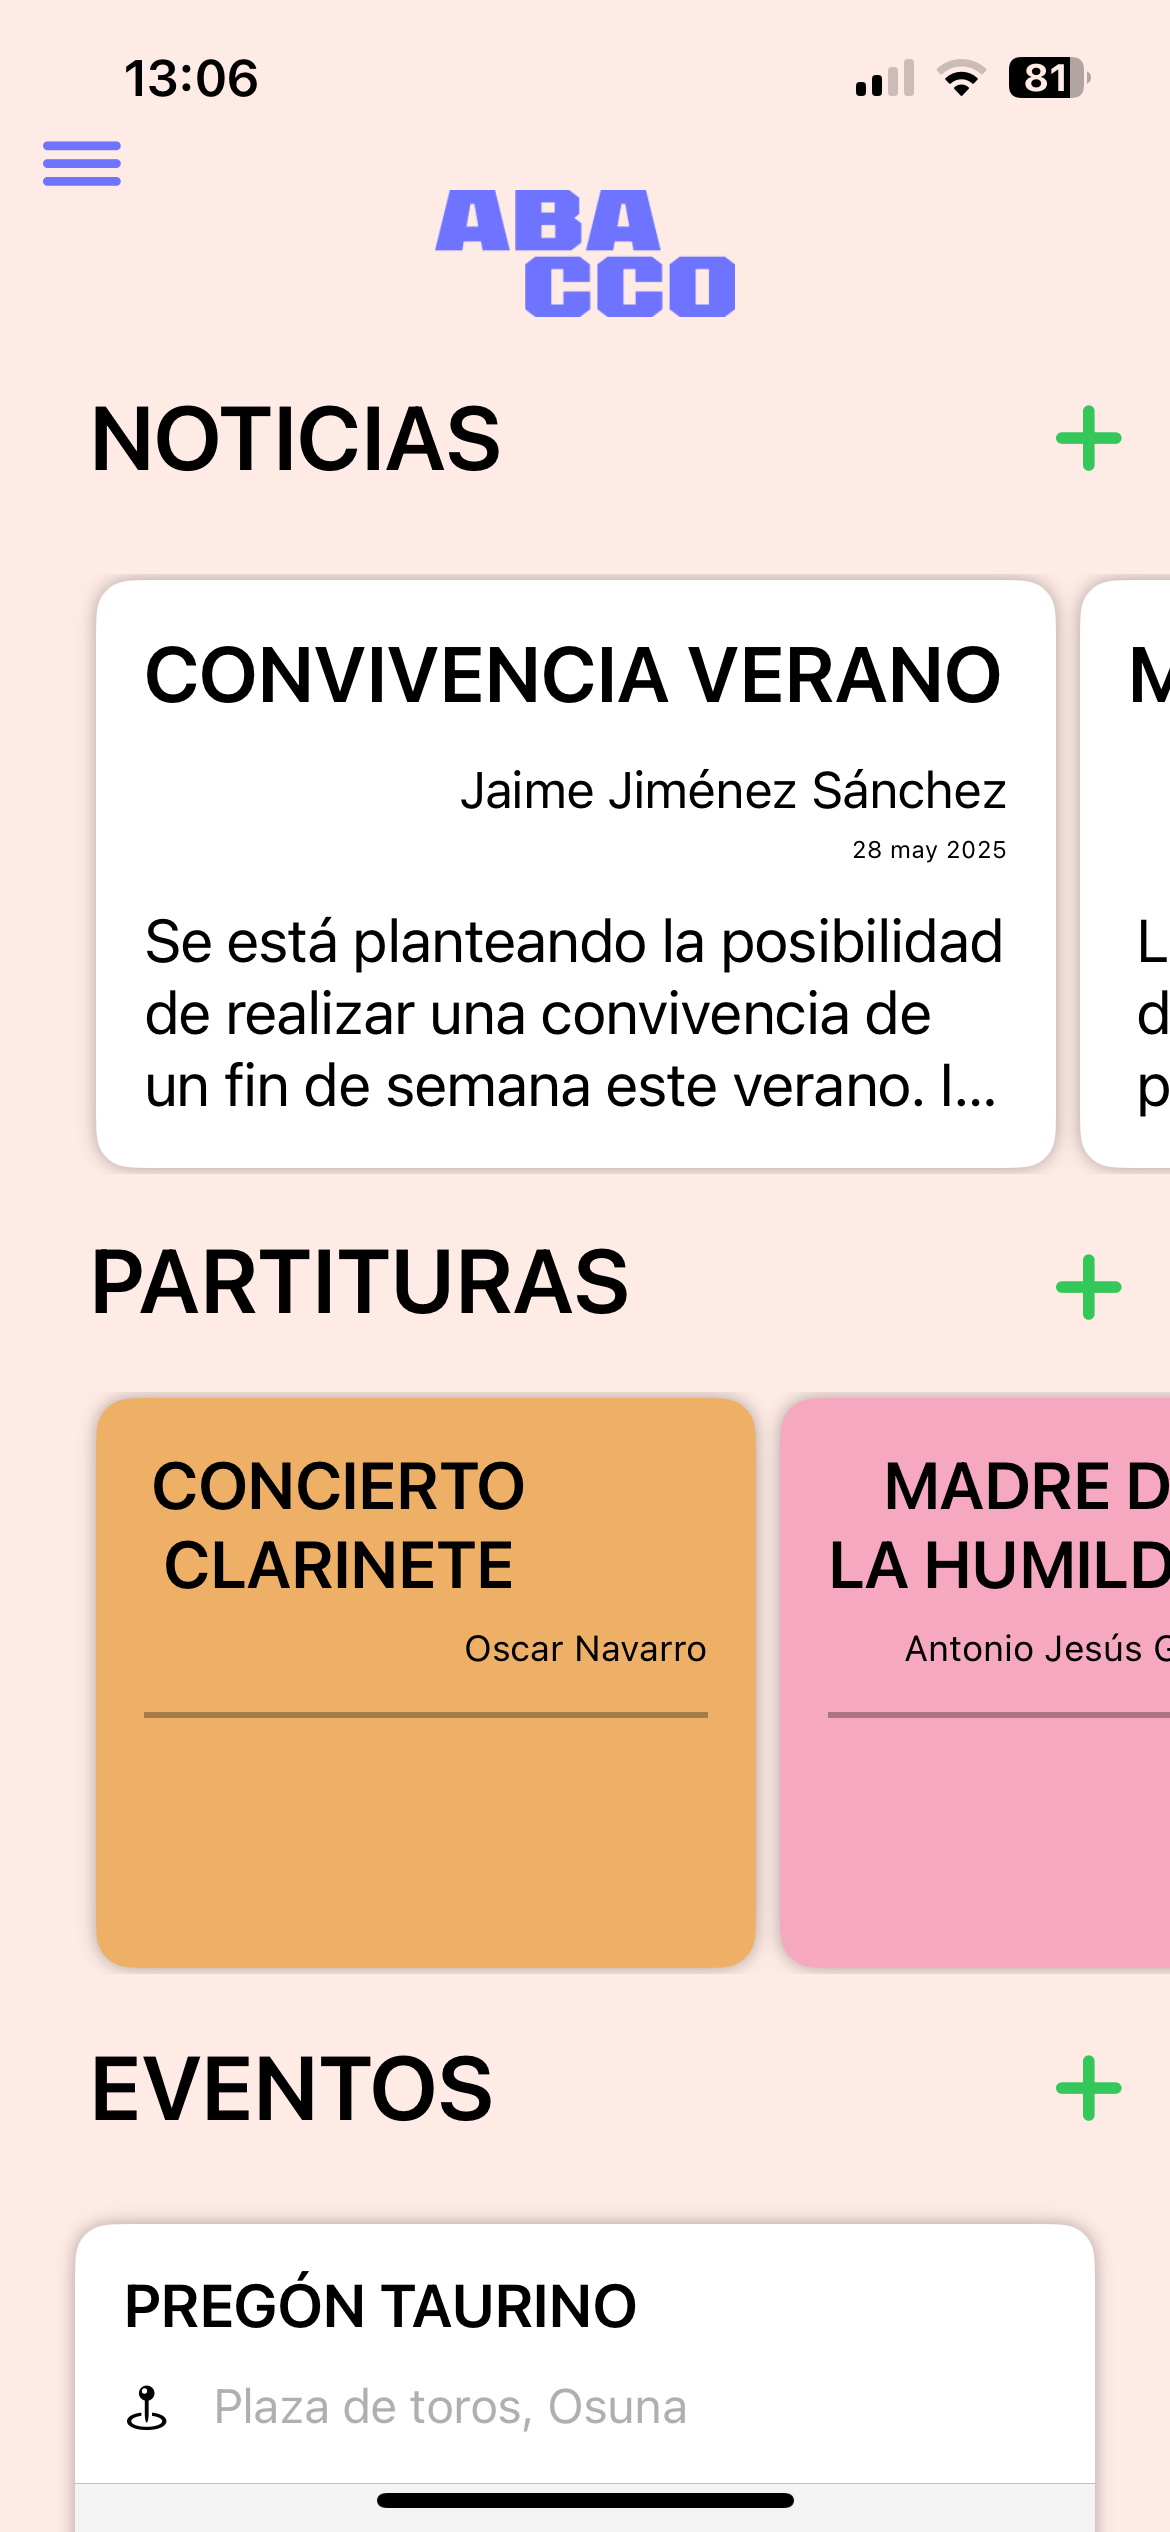 13:06
81
ABA
CCO
NOTICIAS
CONVIVENCIA VERANO
Jaime Jiménez Sánchez
28 may 2025
Se está planteando la posibilidad
de realizar una convivencia de
un fin de semana este verano. I...
M
L
d
p
PARTITURAS
CONCIERTO
CLARINETE
Oscar Navarro
MADRE D
LA HUMILD
Antonio Jesús G
EVENTOS
PREGÓN TAURINO
Plaza de toros, Osuna